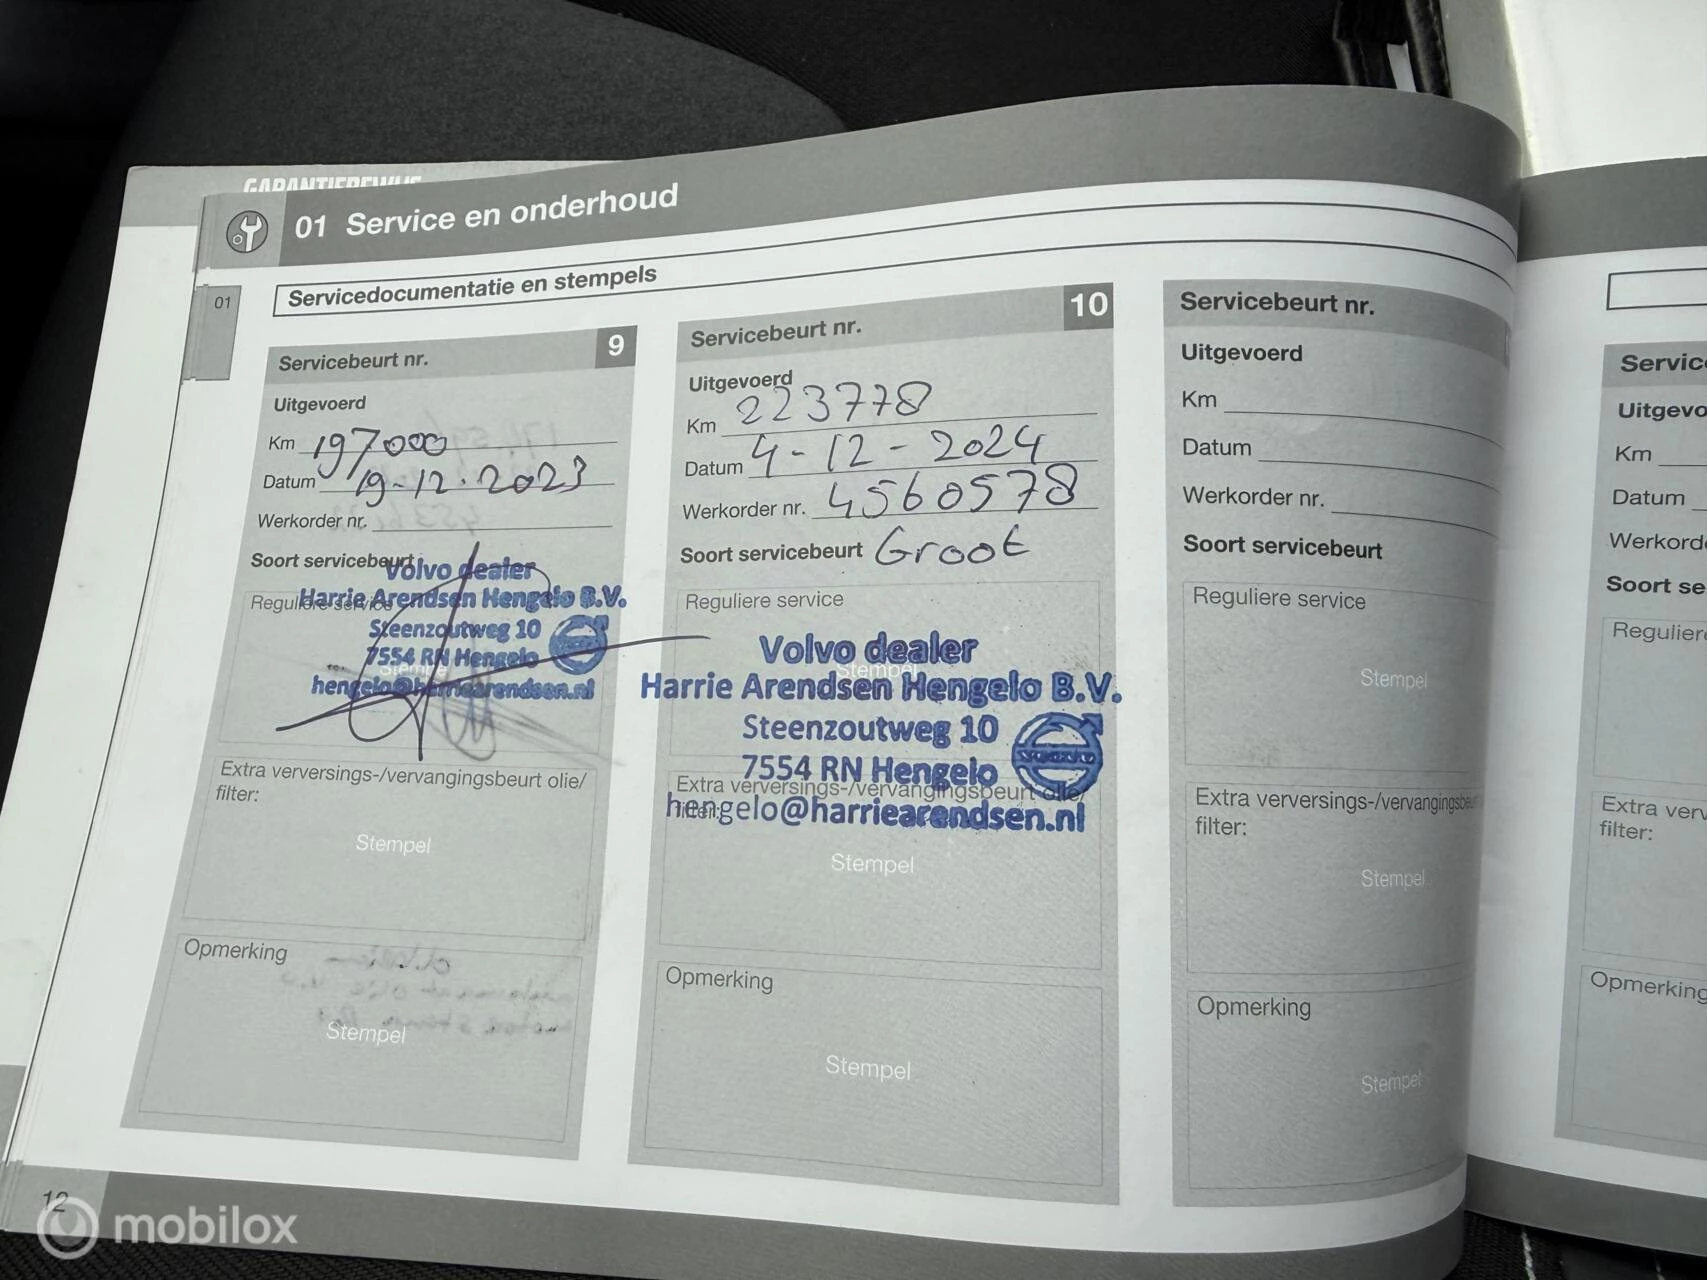 GARANTIEBEWIJS
01 Service en onderhoud
01
Servicedocumentatie en stempels
Servicebeurt nr. 9
Uitgevoerd
Km 197000
Datum 19-12-2023
Werkorder nr.
Soort servicebeurt
Reguliere service
Volvo dealer
Harrie Arendsen Hengelo B.V.
Steenzoutweg 10
7554 RN Hengelo
hengelo@harriearendsen.nl
Stempel
Extra verversings-/vervangingsbeurt olie/
filter:
Stempel
Opmerking
Stempel
Servicebeurt nr. 10
Uitgevoerd
Km 223778
Datum 4-12-2024
Werkorder nr. 4560578
Soort servicebeurt Groot
Reguliere service
Stempel
Volvo dealer
Harrie Arendsen Hengelo B.V.
Steenzoutweg 10
7554 RN Hengelo
VOLVO
hengelo@harriearendsen.nl
Extra verversings-/vervangingsbeurt olie/
filter:
Stempel
Opmerking
Stempel
Servicebeurt nr.
Uitgevoerd
Km
Datum
Werkorder nr.
Soort servicebeurt
Reguliere service
Stempel
Extra verversings-/vervangingsbeu
filter:
Stempel
Opmerking
Stempel
Servic
Uitgevo
Km
Datum
Werkord
Soort se
Regulier
Extra verv
filter:
Opmerking
12
mobilox